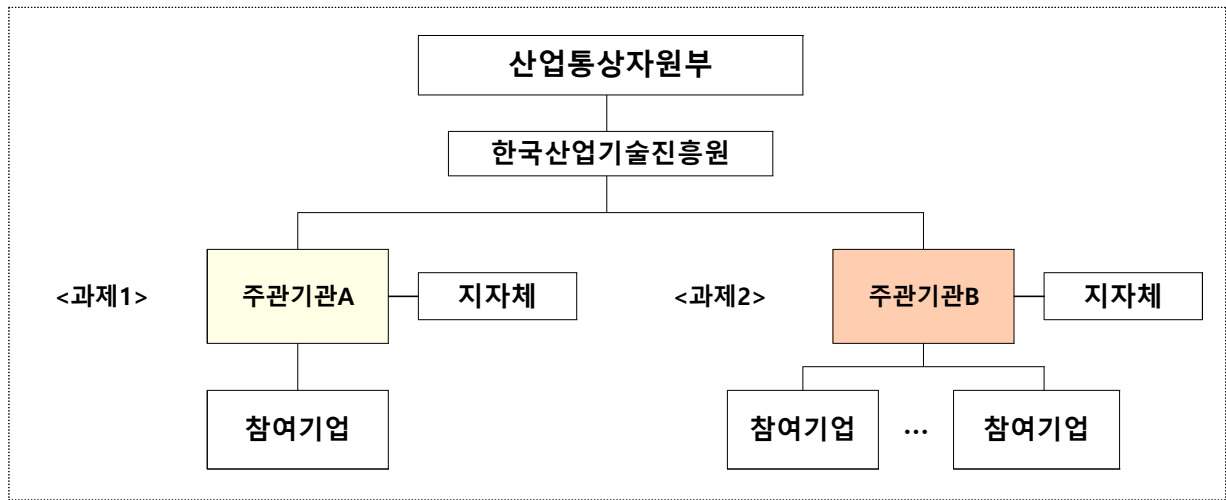 산업통상자원부
한국산업기술진흥원
<과제1>
주관기관A
지자체
<과제2>
주관기관B
지자체
참여기업
참여기업
…
참여기업